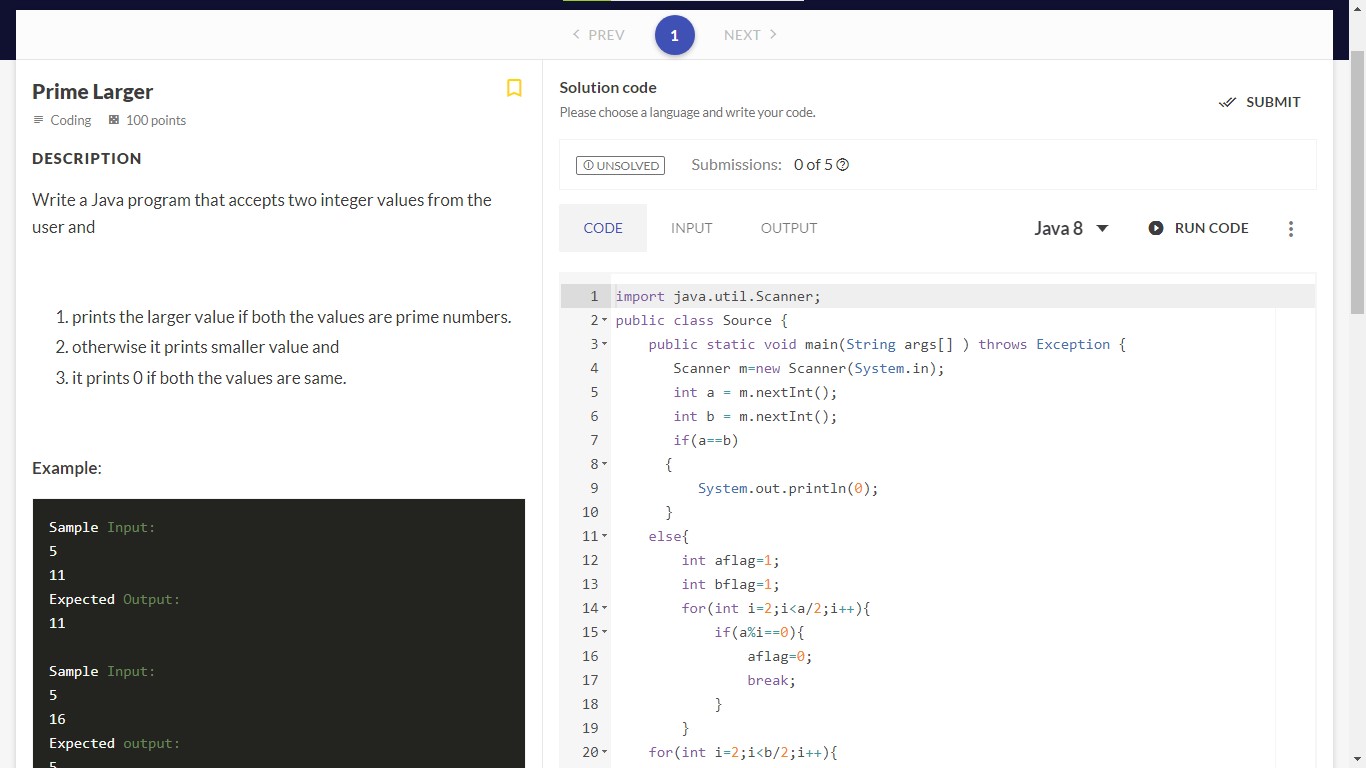 PREV 1 NEXT
Prime Larger
Coding 100 points
DESCRIPTION
Write a Java program that accepts two integer values from the
user and
1. prints the larger value if both the values are prime numbers.
2. otherwise it prints smaller value and
3. it prints 0 if both the values are same.
Example:
Sample Input:
5
11
Expected Output:
11
Sample Input:
5
16
Expected output:
5
Solution code
Please choose a language and write your code.
SUBMIT
UNSOLVED Submissions: 0 of 5
CODE INPUT OUTPUT Java 8 RUN CODE
1 import java.util.Scanner;
2 public class Source {
3 public static void main(String args[] ) throws Exception {
4 Scanner m=new Scanner(System.in);
5 int a = m.nextInt();
6 int b = m.nextInt();
7 if(a==b)
8 {
9 System.out.println(0);
10 }
11 else{
12 int aflag=1;
13 int bflag=1;
14 for(int i=2;i<a/2;i++){
15 if(a%i==0){
16 aflag=0;
17 break;
18 }
19 }
20 for(int i=2;i<b/2;i++){